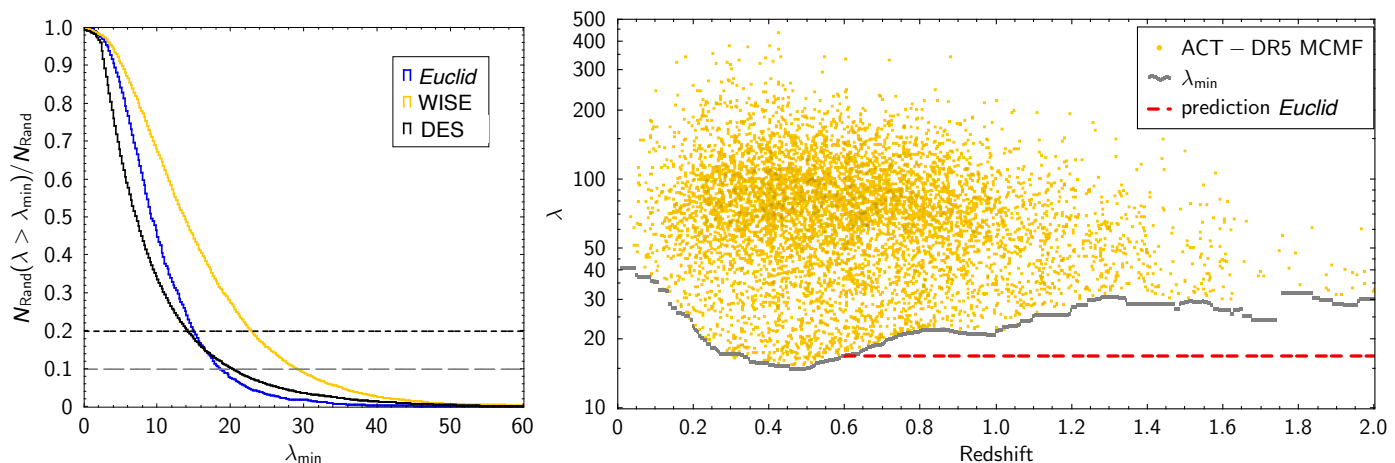 1.0
0.9
0.8
0.7
0.6
0.5
0.4
0.3
0.2
0.1
0
N_Rand(λ > λ_min)/N_Rand
Euclid
WISE
DES
0 10 20 30 40 50 60
λ_min
500
200
100
50
40
30
20
10
λ
ACT – DR5 MCMF
λ_min
prediction Euclid
0 0.2 0.4 0.6 0.8 1.0 1.2 1.4 1.6 1.8 2.0
Redshift